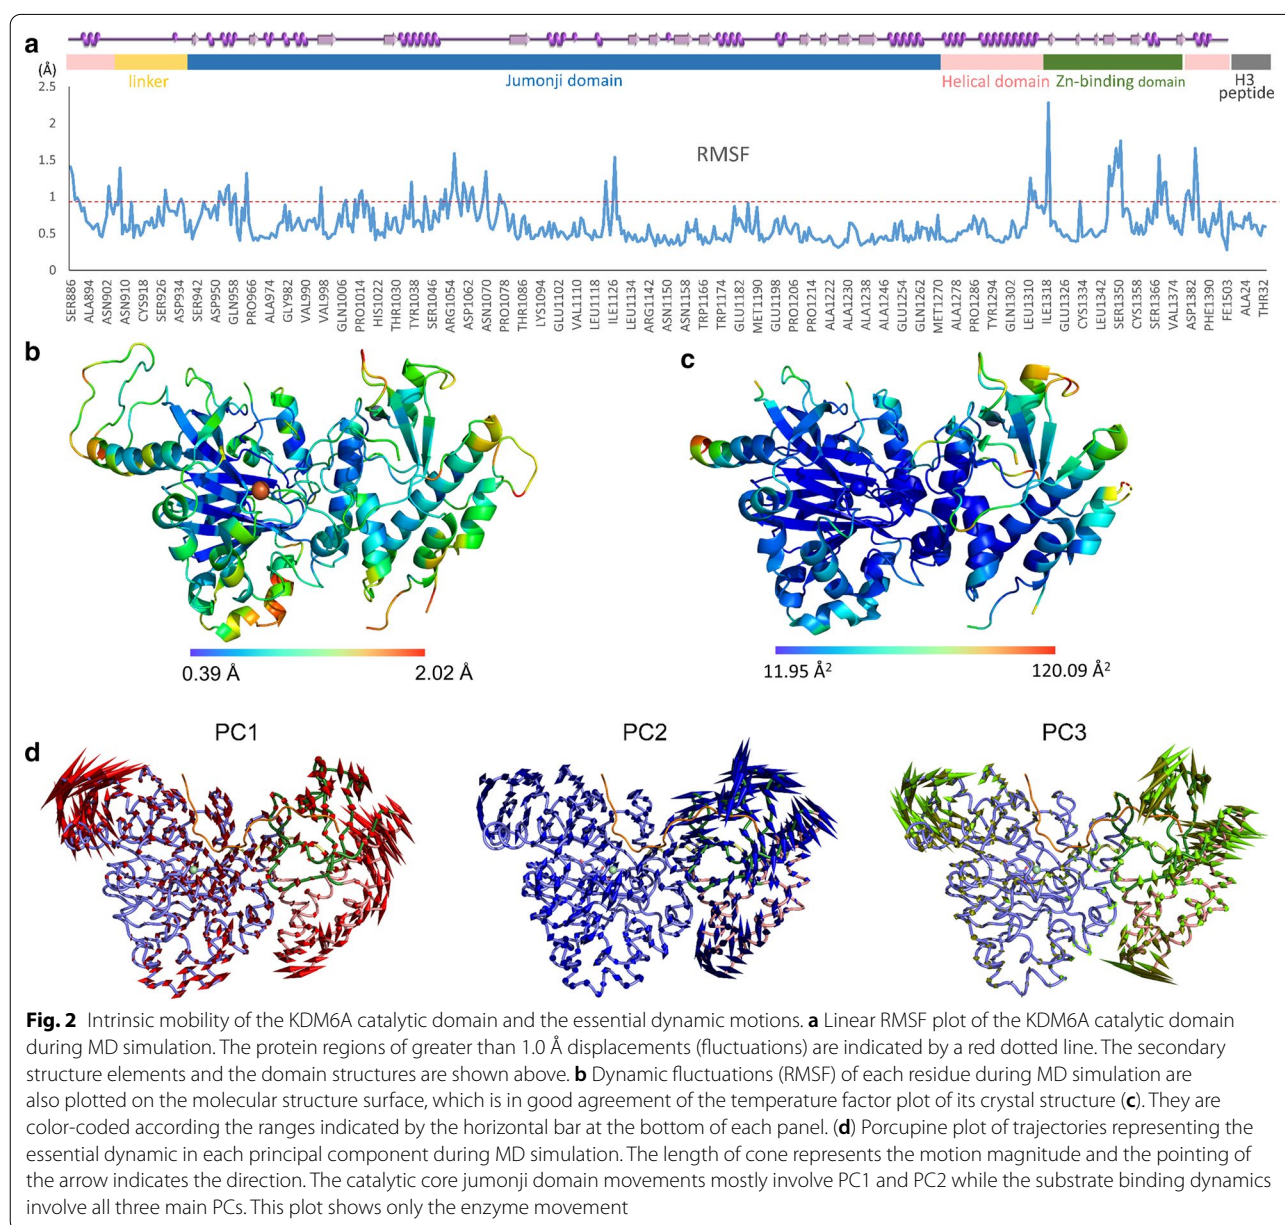 a
(Å)
linker
Jumonji domain
Helical domain
Zn-binding domain
H3
peptide
2.5
2
1.5
1
0.5
0
RMSF
SER886
ALA894
ASN902
ASN910
CYS918
SER926
ASP934
SER942
ASP950
GLN958
PRO966
ALA974
GLY982
VAL990
VAL998
GLN1006
PRO1014
HIS1022
THR1030
TYR1038
SER1046
ARG1054
ASP1062
ASN1070
PRO1078
THR1086
LYS1094
GLU1102
VAL1110
LEU1118
ILE1126
LEU1134
ARG1142
ASN1150
ASN1158
TRP1166
TRP1174
GLU1182
MET1190
GLU1198
PRO1206
PRO1214
ALA1222
ALA1230
ALA1238
ALA1246
GLU1254
GLN1262
MET1270
ALA1278
PRO1286
TYR1294
GLN1302
LEU1310
ILE1318
GLU1326
CYS1334
LEU1342
SER1350
CYS1358
SER1366
VAL1374
ASP1382
PHE1390
FE1503
ALA24
THR32
b
0.39 Å
2.02 Å
c
11.95 Å²
120.09 Å²
d
PC1
PC2
PC3
Fig. 2 Intrinsic mobility of the KDM6A catalytic domain and the essential dynamic motions. a Linear RMSF plot of the KDM6A catalytic domain
during MD simulation. The protein regions of greater than 1.0 Å displacements (fluctuations) are indicated by a red dotted line. The secondary
structure elements and the domain structures are shown above. b Dynamic fluctuations (RMSF) of each residue during MD simulation are
also plotted on the molecular structure surface, which is in good agreement of the temperature factor plot of its crystal structure (c). They are
color-coded according the ranges indicated by the horizontal bar at the bottom of each panel. (d) Porcupine plot of trajectories representing the
essential dynamic in each principal component during MD simulation. The length of cone represents the motion magnitude and the pointing of
the arrow indicates the direction. The catalytic core jumonji domain movements mostly involve PC1 and PC2 while the substrate binding dynamics
involve all three main PCs. This plot shows only the enzyme movement